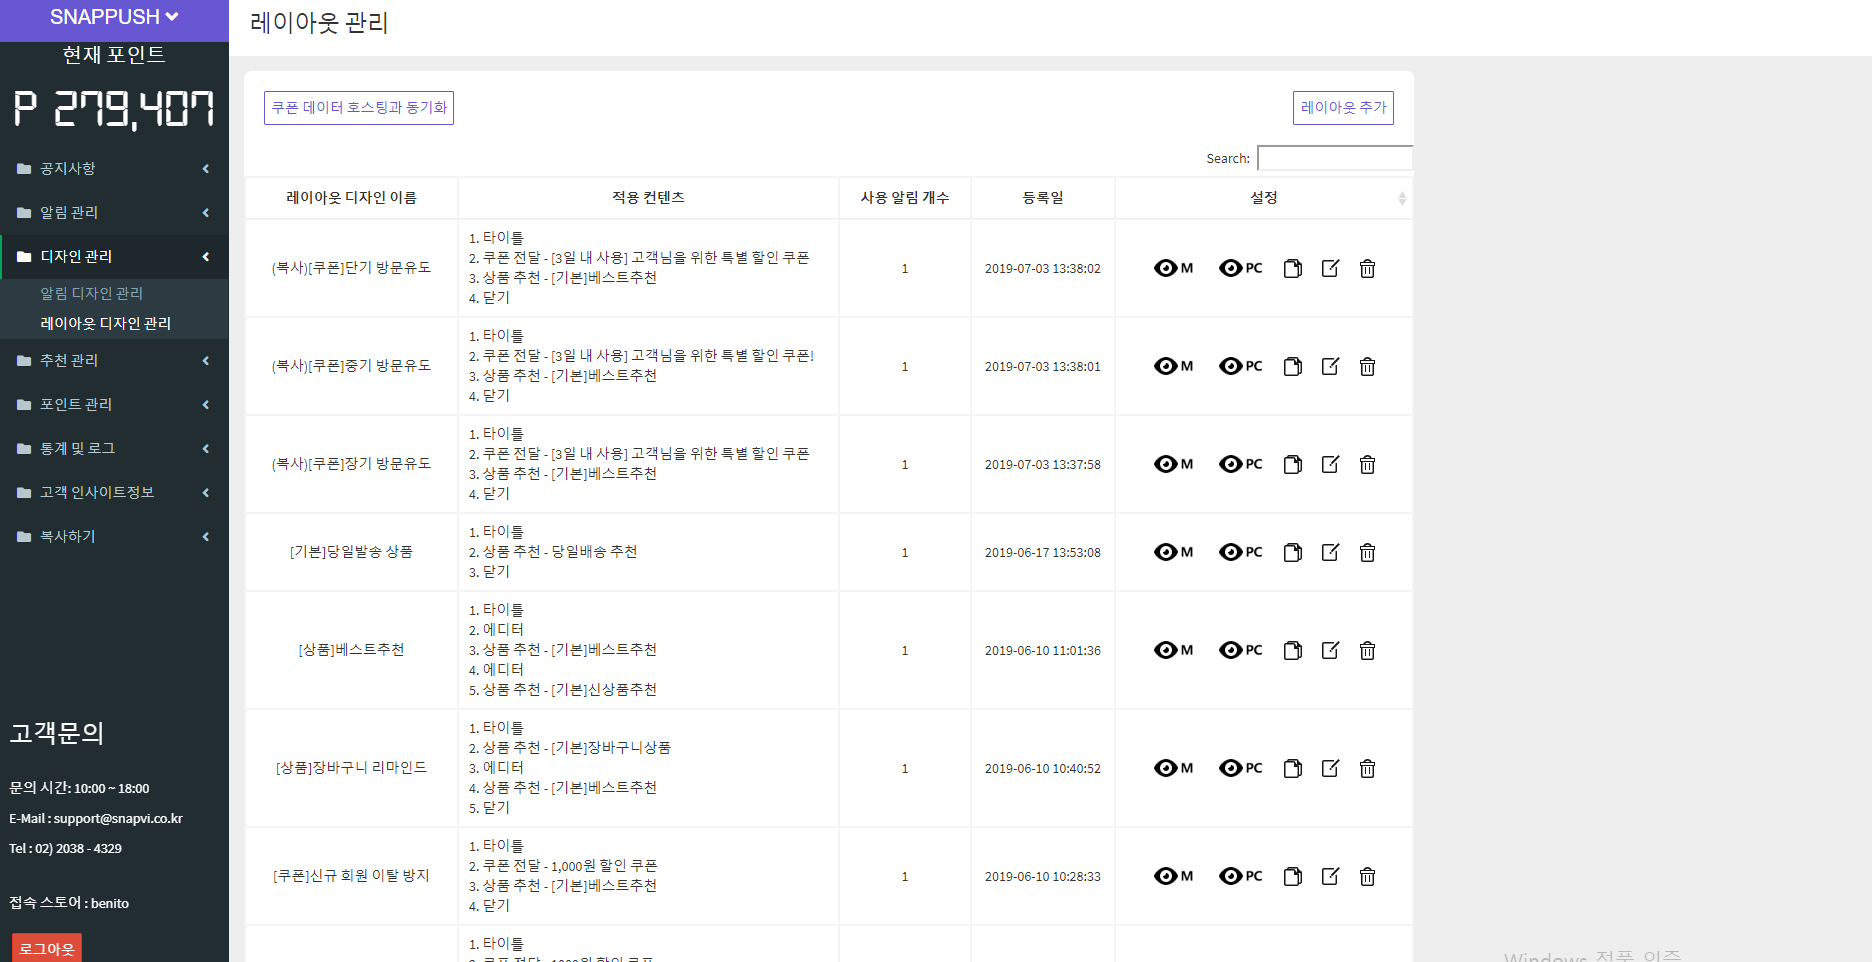 SNAPPUSH
현재 포인트
P 279,407
공지사항
알림 관리
디자인 관리
알림 디자인 관리
레이아웃 디자인 관리
추천 관리
포인트 관리
통계 및 로그
고객 인사이트정보
복사하기
고객문의
문의 시간: 10:00 ~ 18:00
E-Mail : support@snapvi.co.kr
Tel : 02) 2038 - 4329
접속 스토어 : benito
로그아웃
레이아웃 관리
쿠폰 데이터 호스팅과 동기화
레이아웃 추가
Search:
레이아웃 디자인 이름 적용 컨텐츠 사용 알림 개수 등록일 설정
(복사)[쿠폰]단기 방문유도
1. 타이틀
2. 쿠폰 전달 - [3일 내 사용] 고객님을 위한 특별 할인 쿠폰
3. 상품 추천 - [기본]베스트추천
4. 닫기
1 2019-07-03 13:38:02 M PC
(복사)[쿠폰]중기 방문유도
1. 타이틀
2. 쿠폰 전달 - [3일 내 사용] 고객님을 위한 특별 할인 쿠폰!
3. 상품 추천 - [기본]베스트추천
4. 닫기
1 2019-07-03 13:38:01 M PC
(복사)[쿠폰]장기 방문유도
1. 타이틀
2. 쿠폰 전달 - [3일 내 사용] 고객님을 위한 특별 할인 쿠폰
3. 상품 추천 - [기본]베스트추천
4. 닫기
1 2019-07-03 13:37:58 M PC
[기본]당일발송 상품
1. 타이틀
2. 상품 추천 - 당일배송 추천
3. 닫기
1 2019-06-17 13:53:08 M PC
[상품]베스트추천
1. 타이틀
2. 에디터
3. 상품 추천 - [기본]베스트추천
4. 에디터
5. 상품 추천 - [기본]신상품추천
1 2019-06-10 11:01:36 M PC
[상품]장바구니 리마인드
1. 타이틀
2. 상품 추천 - [기본]장바구니상품
3. 에디터
4. 상품 추천 - [기본]베스트추천
5. 닫기
1 2019-06-10 10:40:52 M PC
[쿠폰]신규 회원 이탈 방지
1. 타이틀
2. 쿠폰 전달 - 1,000원 할인 쿠폰
3. 상품 추천 - [기본]베스트추천
4. 닫기
1 2019-06-10 10:28:33 M PC
1. 타이틀
Windows 정품 인증